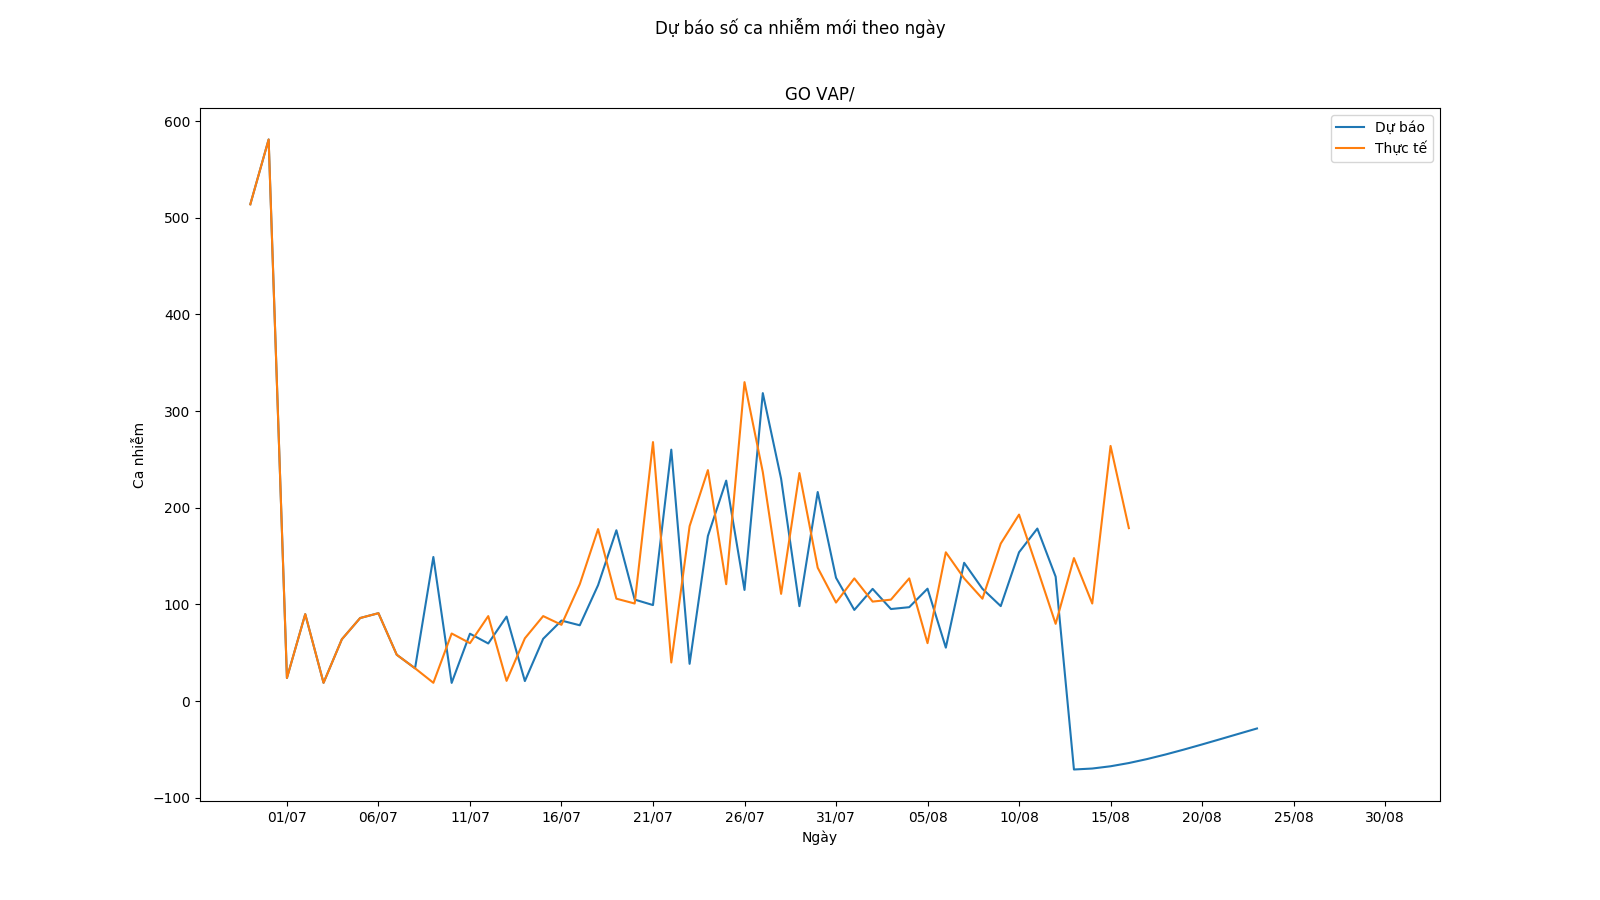 Dự báo số ca nhiễm mới theo ngày
GO VAP/
Dự báo
Thực tế
600
500
400
300
200
100
0
−100
Ca nhiễm
01/07 06/07 11/07 16/07 21/07 26/07 31/07 05/08 10/08 15/08 20/08 25/08 30/08
Ngày